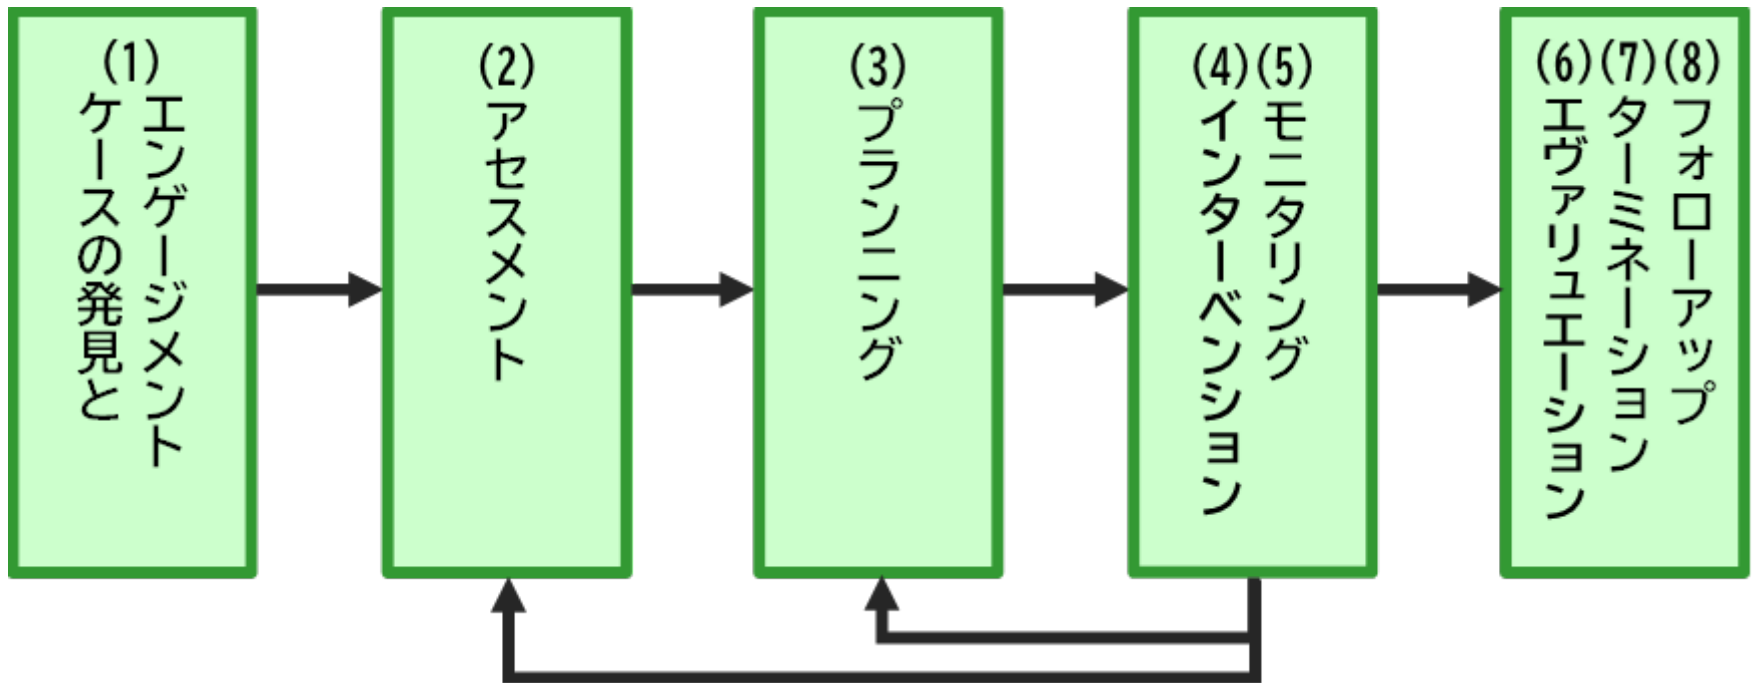 (1)
エンゲージメント
ケースの発見と
(2)
アセスメント
(3)
プランニング
(4)(5)
モニタリング
インターベンション
(6)(7)(8)
フォローアップ
ターミネーション
エヴァリュエーション